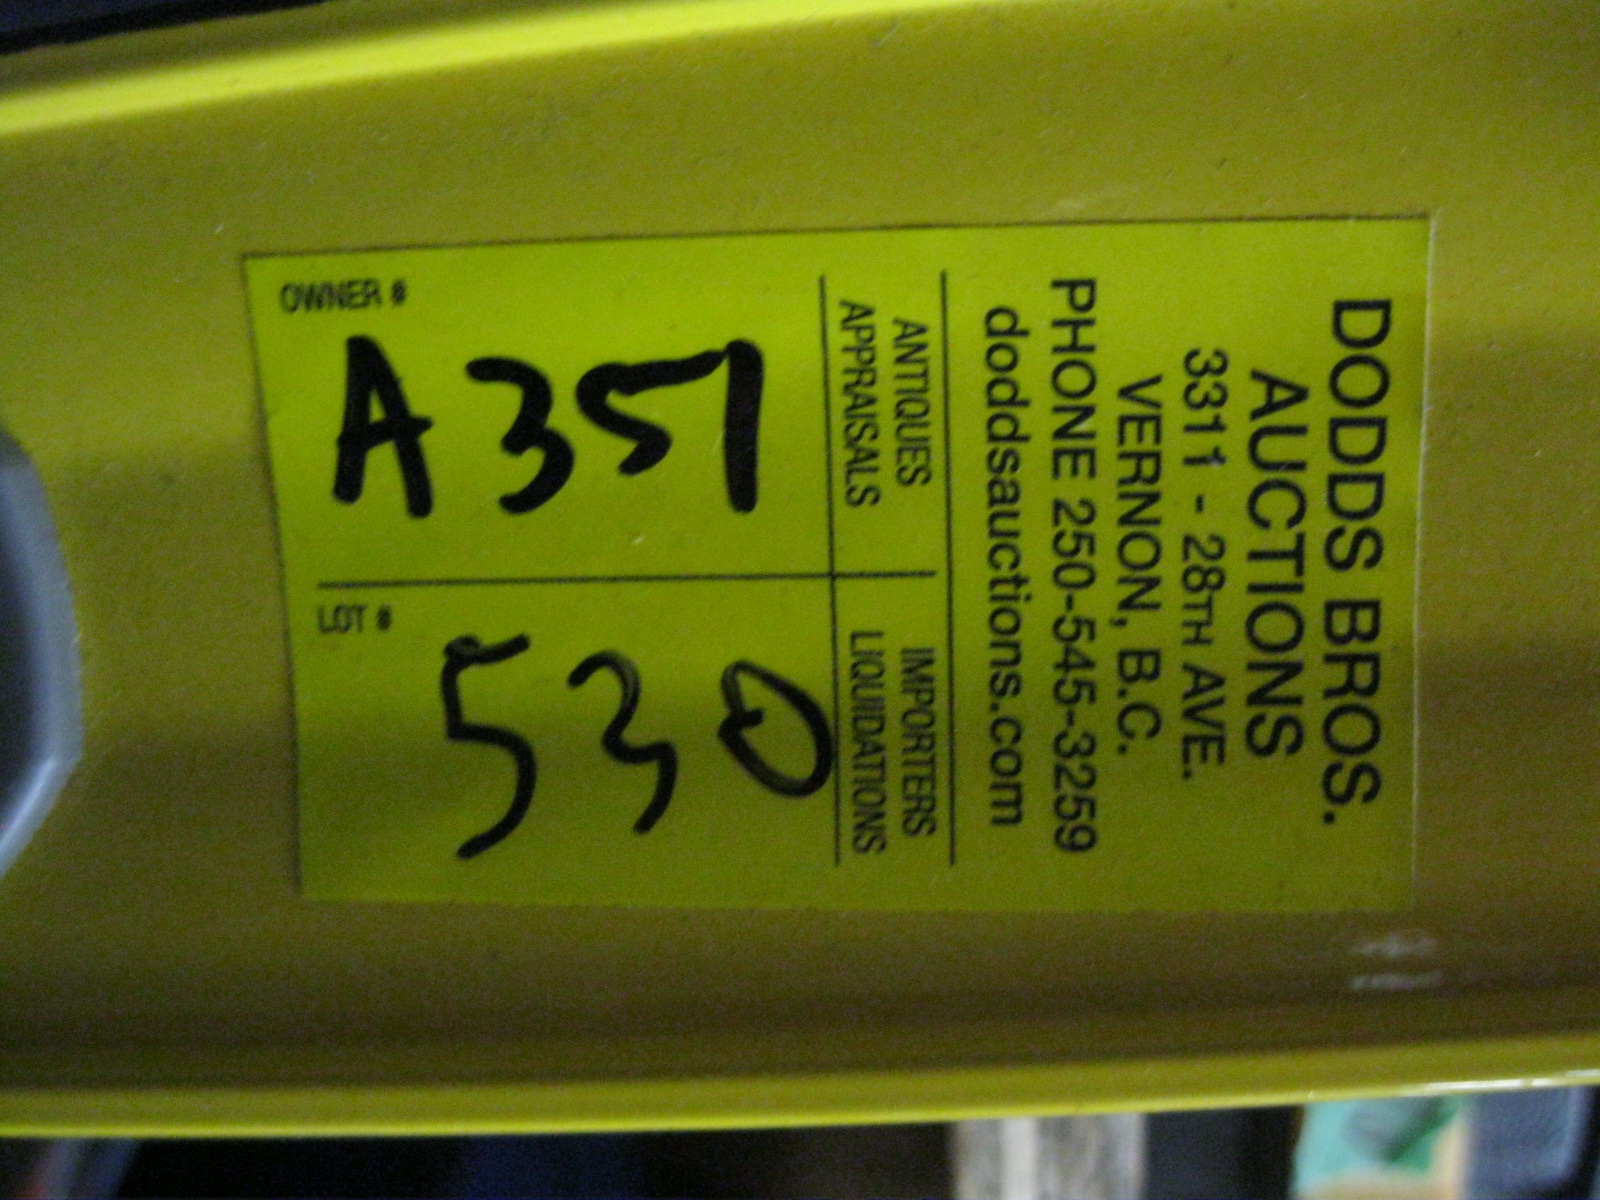 DODDS BROS.
AUCTIONS
3311 - 28TH AVE.
VERNON, B.C.
PHONE 250-545-3259
doddsauctions.com
ANTIQUES
APPRAISALS
IMPORTERS
LIQUIDATIONS
OWNER #
A351
LOT #
530